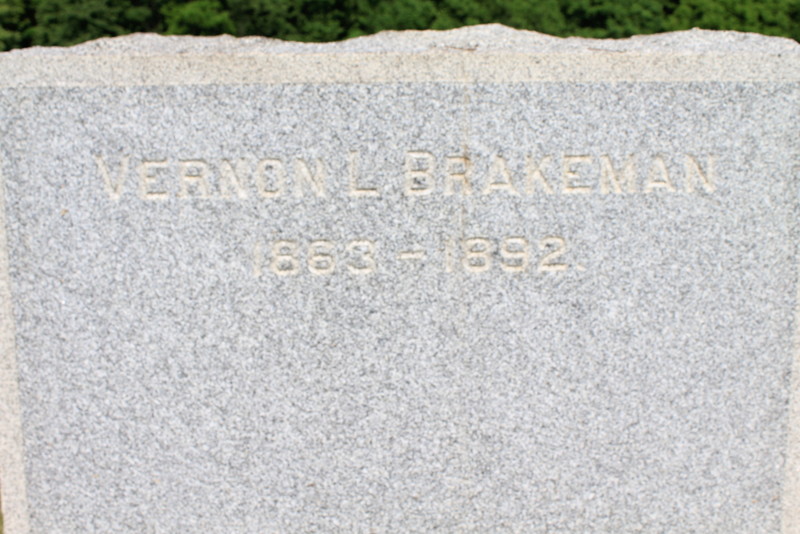 VERNON L. BRAKEMAN
1863 - 1892.